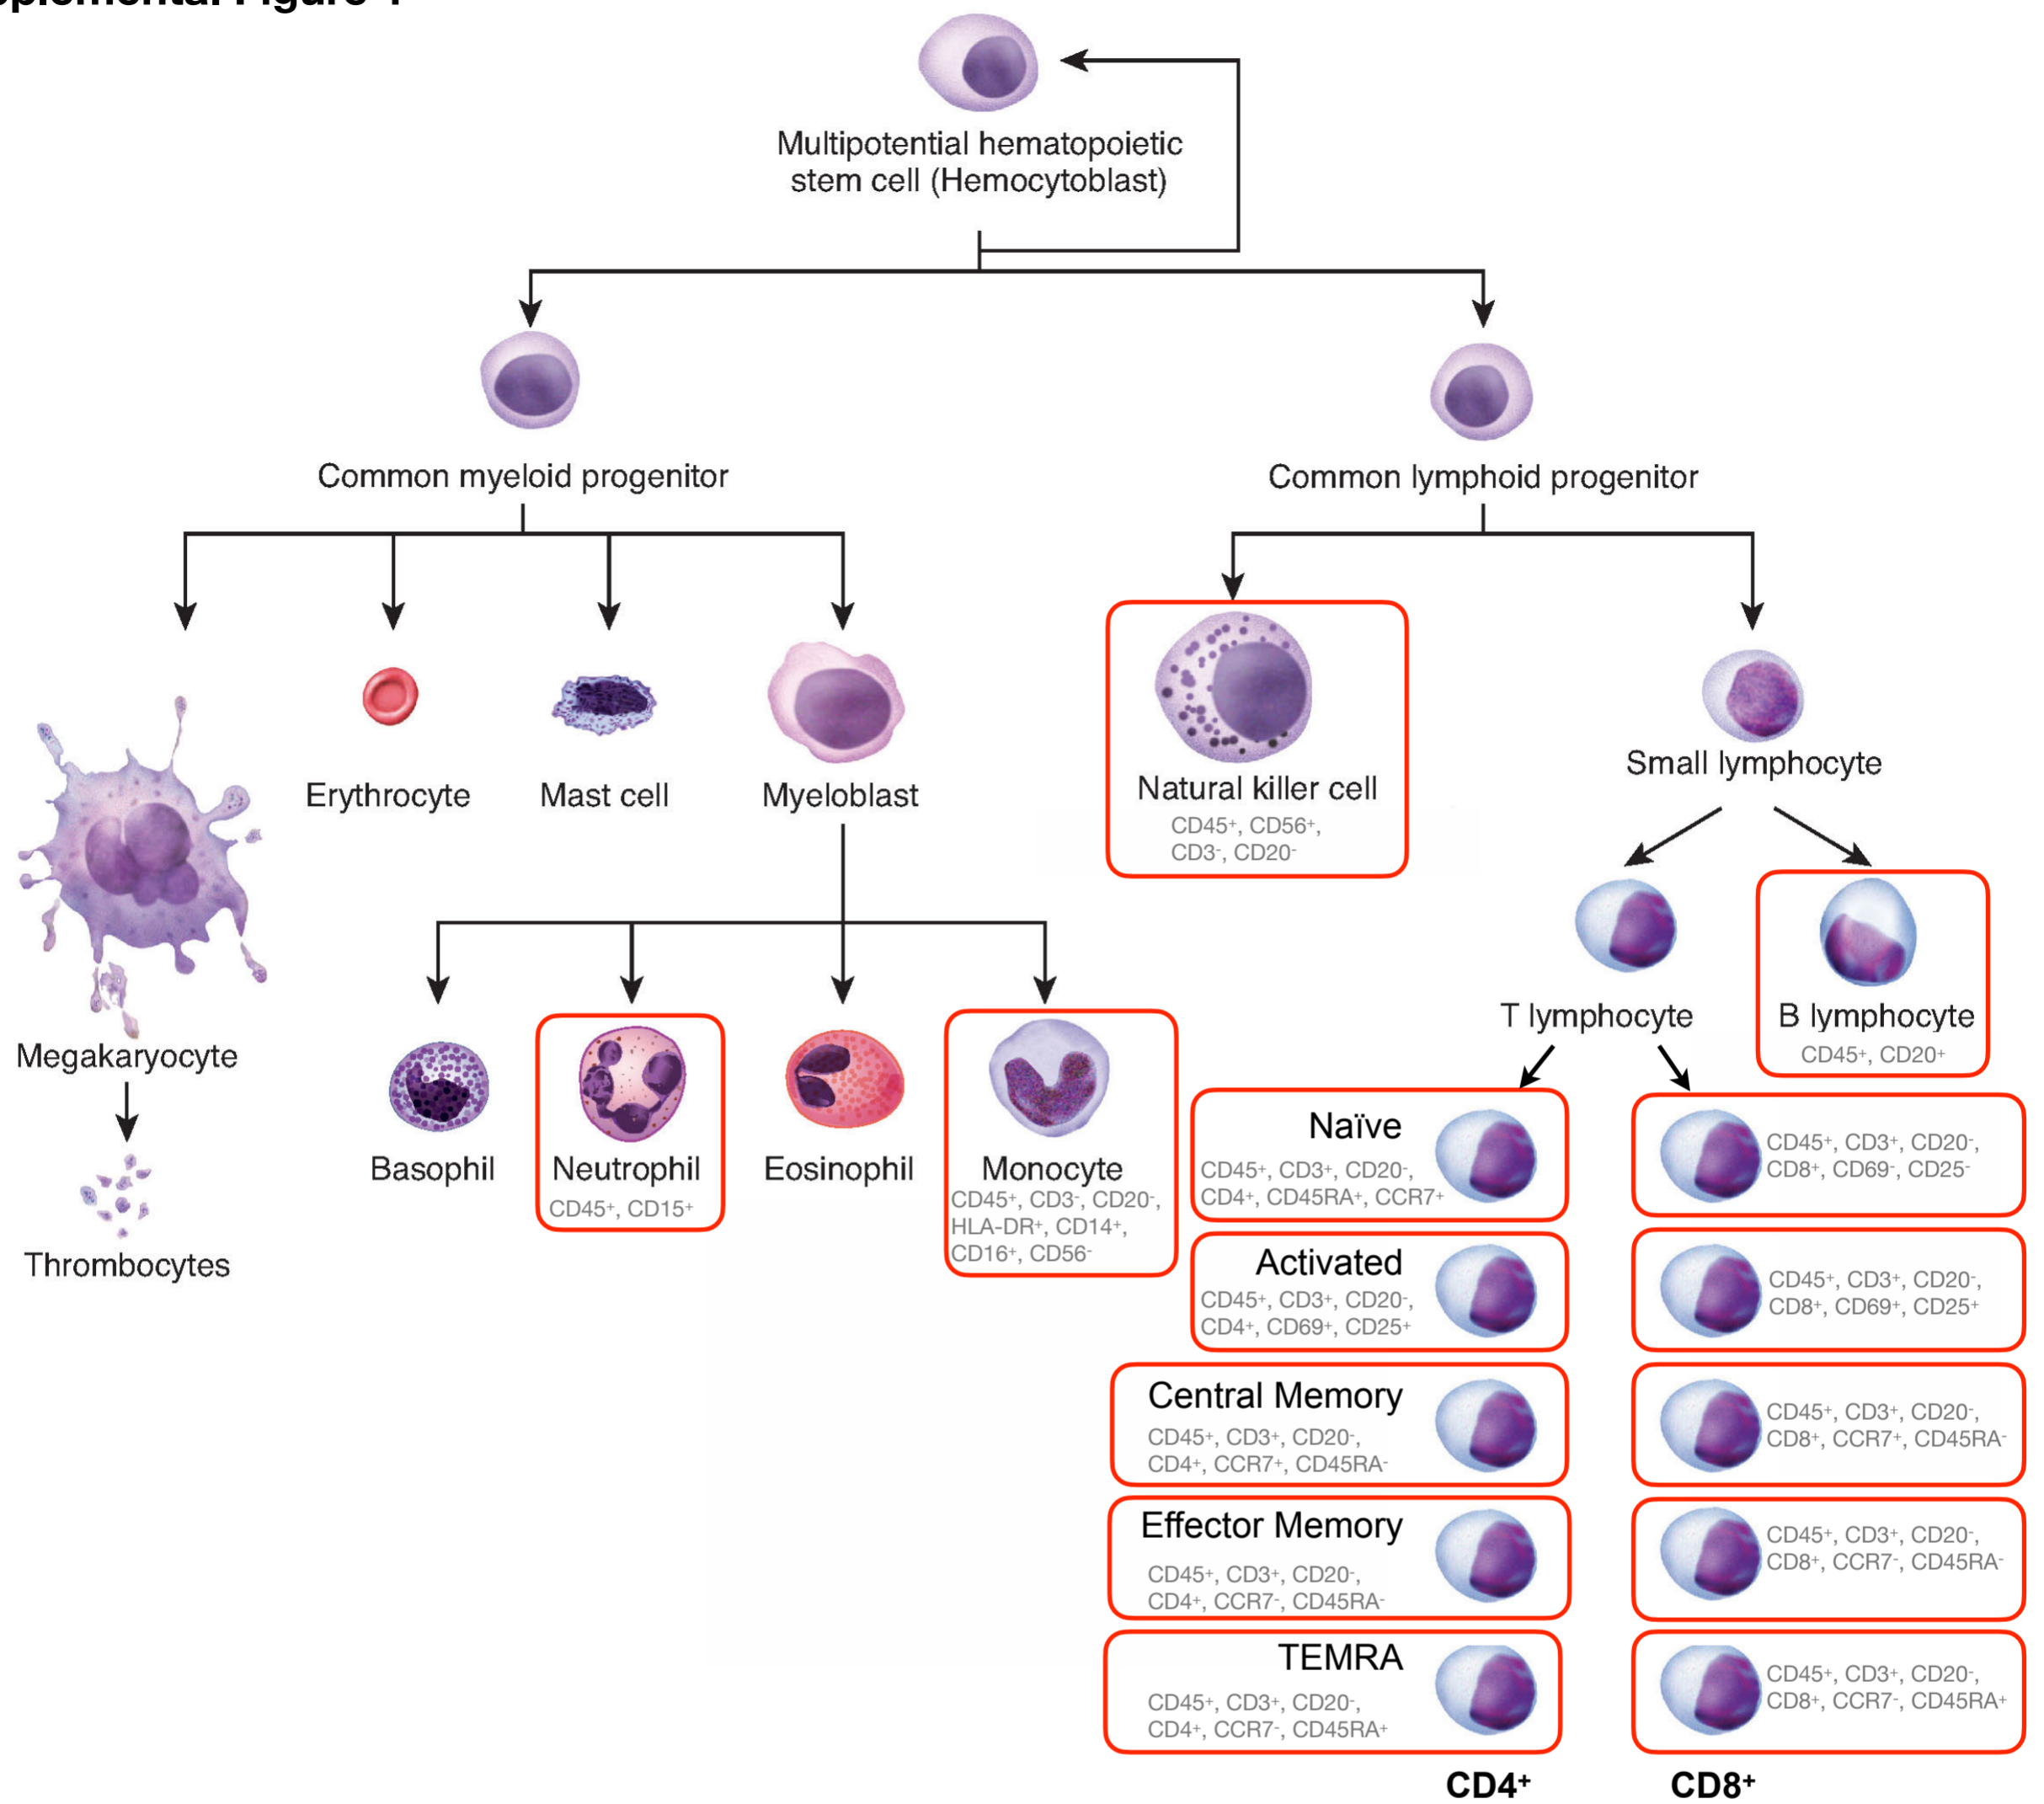 Multipotential hematopoietic
stem cell (Hemocytoblast)
Common myeloid progenitor
Common lymphoid progenitor
Erythrocyte
Mast cell
Myeloblast
Natural killer cell
CD45⁺, CD56⁺,
CD3⁻, CD20⁻
Small lymphocyte
T lymphocyte
B lymphocyte
CD45⁺, CD20⁺
Megakaryocyte
Thrombocytes
Basophil
Neutrophil
CD45⁺, CD15⁺
Eosinophil
Monocyte
CD45⁺, CD3⁻, CD20⁻,
HLA-DR⁺, CD14⁺,
CD16⁺, CD56⁻
Naïve
CD45⁺, CD3⁺, CD20⁻,
CD4⁺, CD45RA⁺, CCR7⁺
CD45⁺, CD3⁺, CD20⁻,
CD8⁺, CD69⁻, CD25⁻
Activated
CD45⁺, CD3⁺, CD20⁻,
CD4⁺, CD69⁺, CD25⁺
CD45⁺, CD3⁺, CD20⁻,
CD8⁺, CD69⁺, CD25⁺
Central Memory
CD45⁺, CD3⁺, CD20⁻,
CD4⁺, CCR7⁺, CD45RA⁻
CD45⁺, CD3⁺, CD20⁻,
CD8⁺, CCR7⁺, CD45RA⁻
Effector Memory
CD45⁺, CD3⁺, CD20⁻,
CD4⁺, CCR7⁻, CD45RA⁻
CD45⁺, CD3⁺, CD20⁻,
CD8⁺, CCR7⁻, CD45RA⁻
TEMRA
CD45⁺, CD3⁺, CD20⁻,
CD4⁺, CCR7⁻, CD45RA⁺
CD45⁺, CD3⁺, CD20⁻,
CD8⁺, CCR7⁻, CD45RA⁺
CD4⁺
CD8⁺